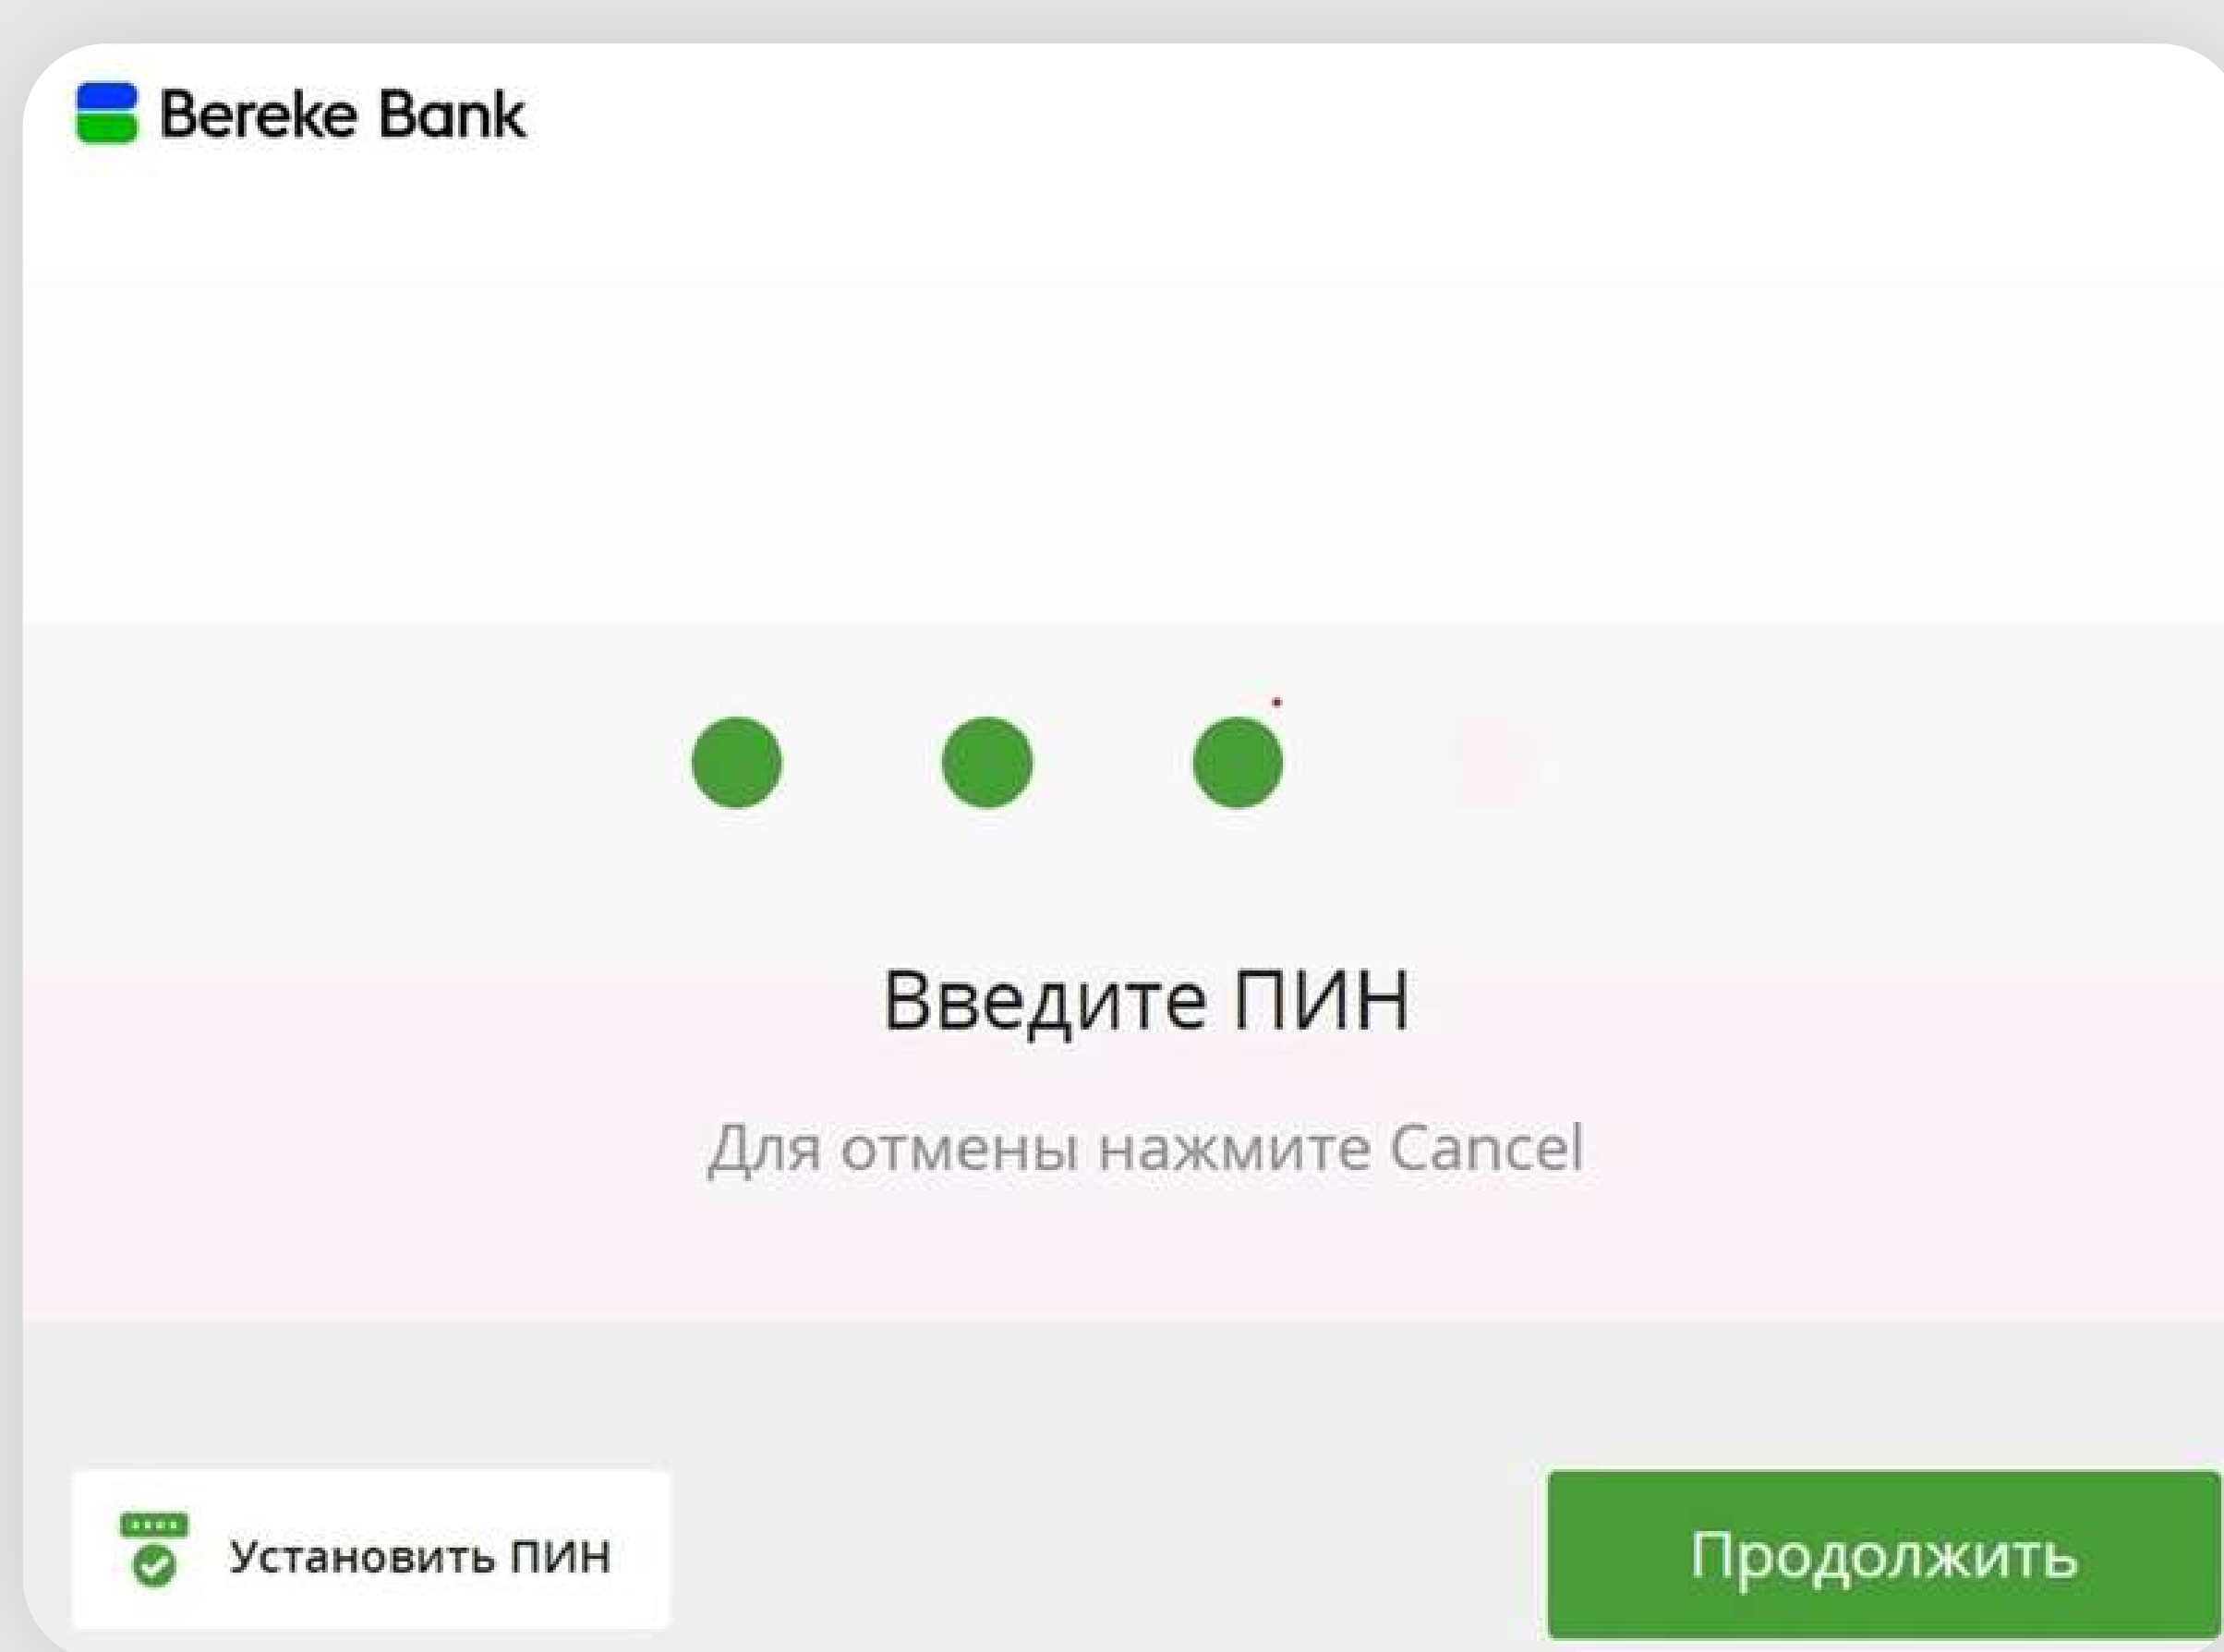 Bereke Bank
Введите ПИН
Для отмены нажмите Cancel
Установить ПИН
Продолжить